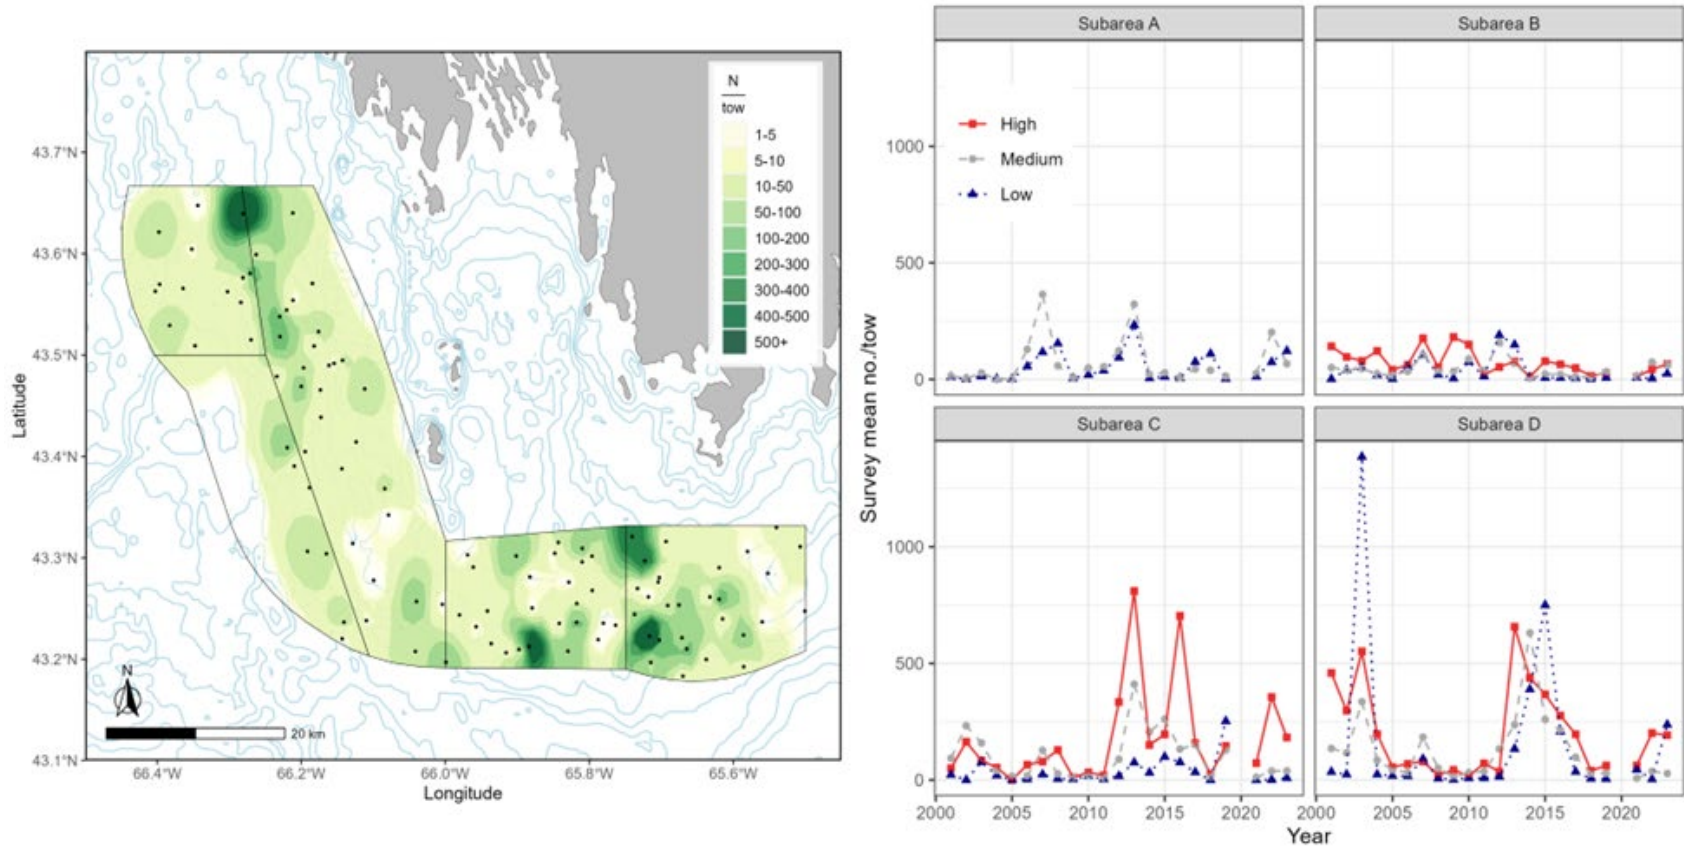 N
tow
1-5
5-10
10-50
50-100
100-200
200-300
300-400
400-500
500+
43.7°N
43.6°N
43.5°N
43.4°N
43.3°N
43.2°N
43.1°N
Latitude
N
20 km
66.4°W 66.2°W 66.0°W 65.8°W 65.6°W
Longitude
Subarea A
Subarea B
High
Medium
Low
1000
500
0
Survey mean no./tow
Subarea C
Subarea D
1000
500
0
2000 2005 2010 2015 2020
2000 2005 2010 2015 2020
Year